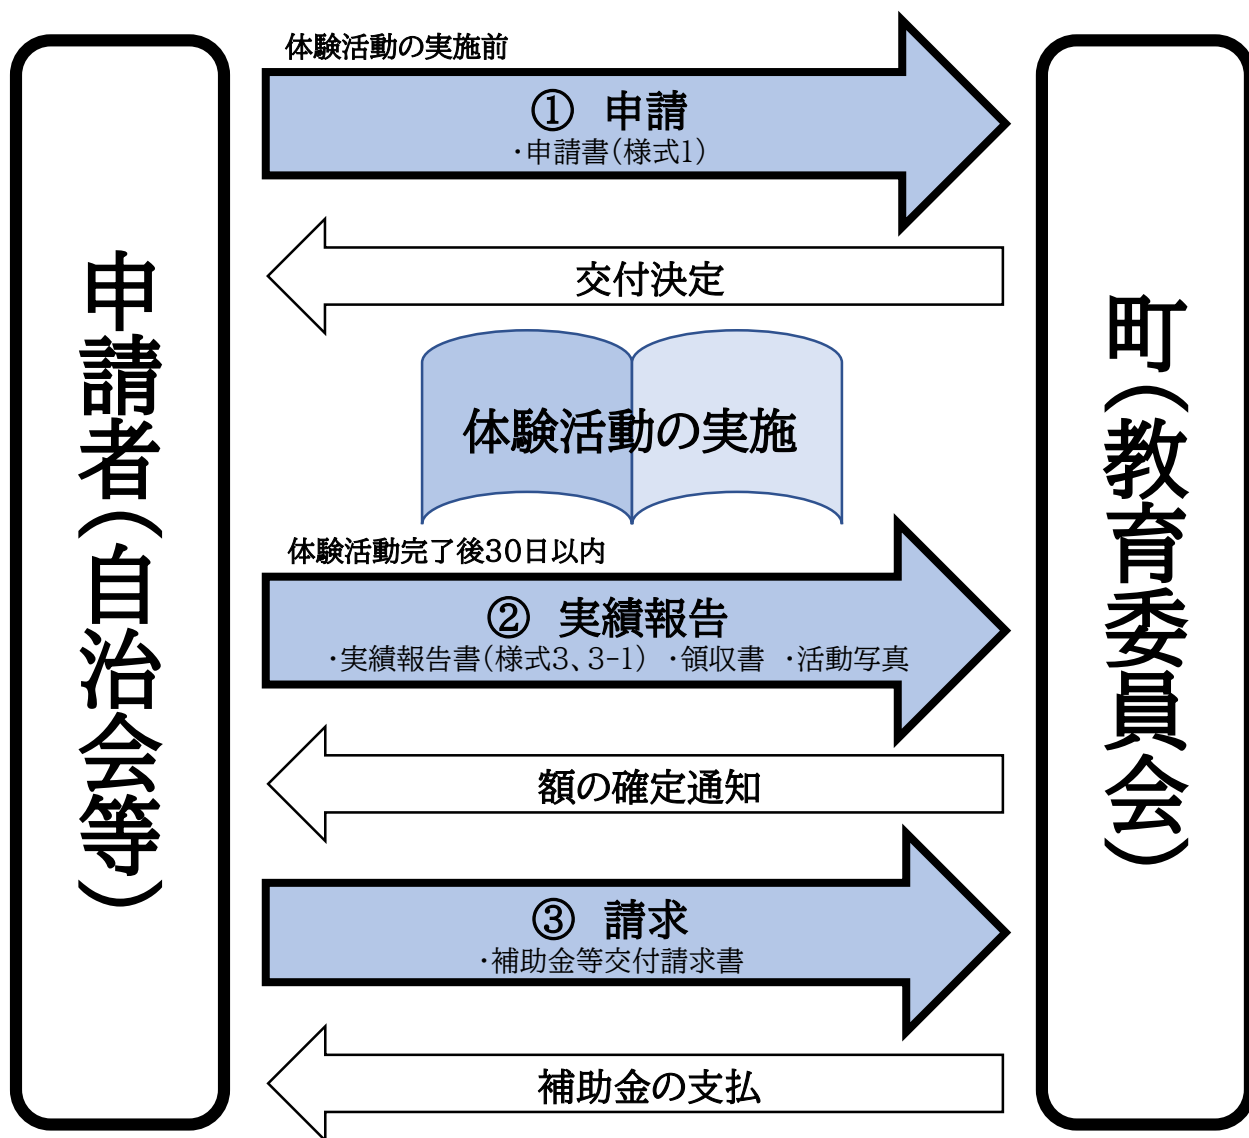 申請者(自治会等)
体験活動の実施前
① 申請
・申請書(様式1)
交付決定
体験活動の実施
体験活動完了後30日以内
② 実績報告
・実績報告書(様式3、3-1) ・領収書 ・活動写真
額の確定通知
③ 請求
・補助金等交付請求書
補助金の支払
町(教育委員会)